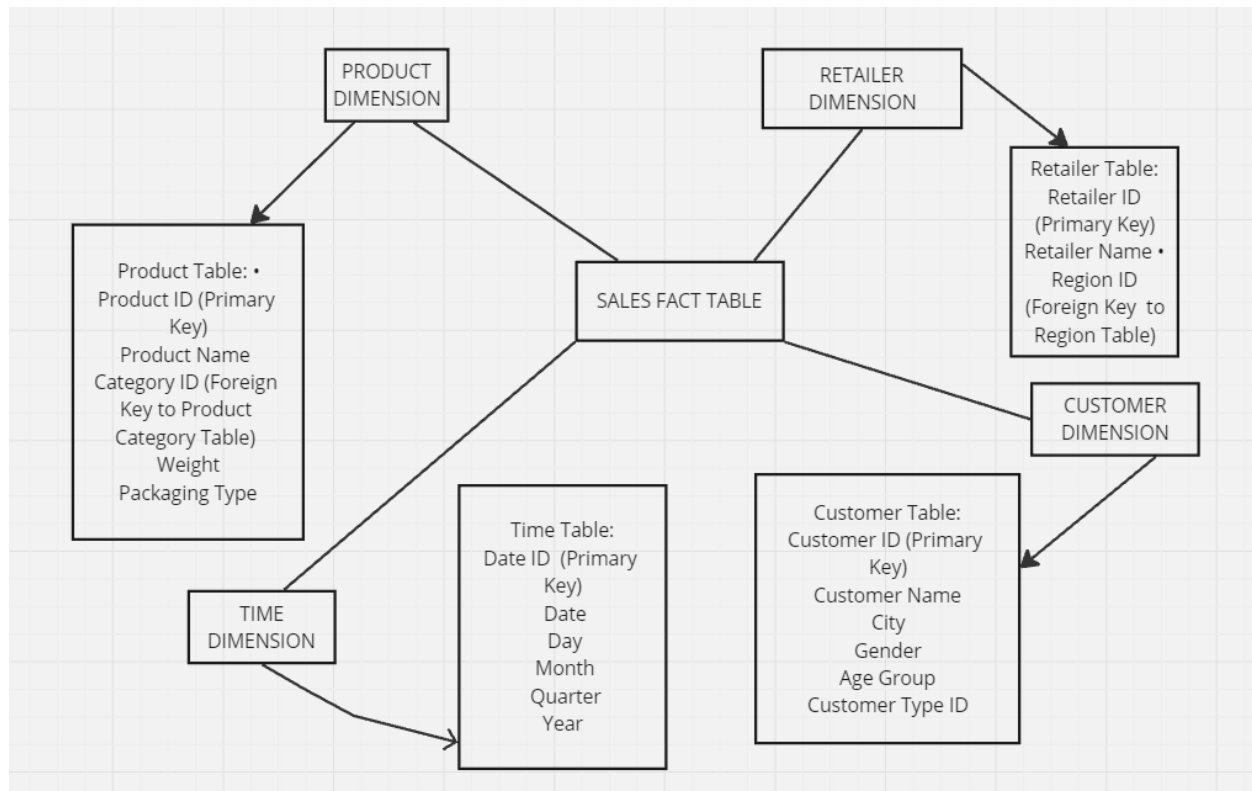 PRODUCT
DIMENSION
RETAILER
DIMENSION
Retailer Table:
Retailer ID
(Primary Key)
Retailer Name •
Region ID
(Foreign Key to
Region Table)
Product Table: •
Product ID (Primary
Key)
Product Name
Category ID (Foreign
Key to Product
Category Table)
Weight
Packaging Type
SALES FACT TABLE
CUSTOMER
DIMENSION
Time Table:
Date ID (Primary
Key)
Date
Day
Month
Quarter
Year
Customer Table:
Customer ID (Primary
Key)
Customer Name
City
Gender
Age Group
Customer Type ID
TIME
DIMENSION